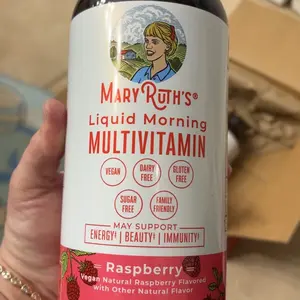 MARYRUTH'S®
Liquid Morning
MULTIVITAMIN
VEGAN
DAIRY
FREE
GLUTEN
FREE
SUGAR
FREE
FAMILY
FRIENDLY
MAY SUPPORT
ENERGY‡ | BEAUTY‡ | IMMUNITY‡
Raspberry
Vegan Natural Raspberry Flavored
with Other Natural Flavor